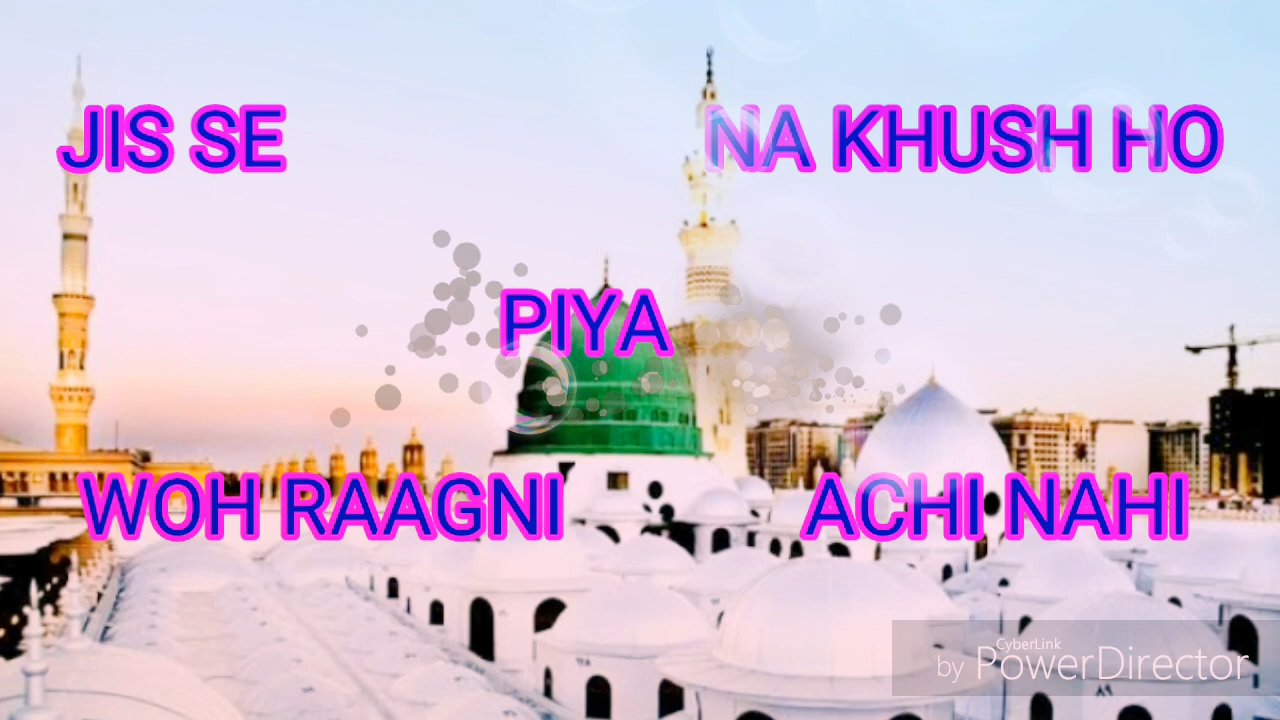 JIS SE NA KHUSH HO
PIYA
WOH RAAGNI ACHI NAHI
CyberLink
by PowerDirector